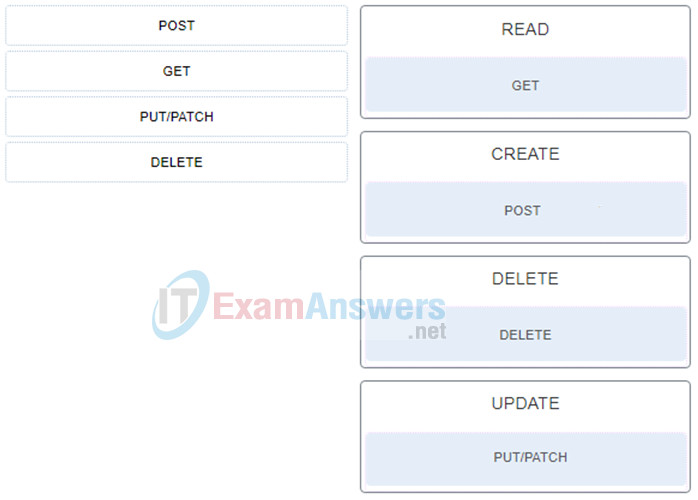 POST
GET
PUT/PATCH
DELETE
READ
GET
CREATE
POST
DELETE
DELETE
UPDATE
PUT/PATCH
ITExamAnswers
.net